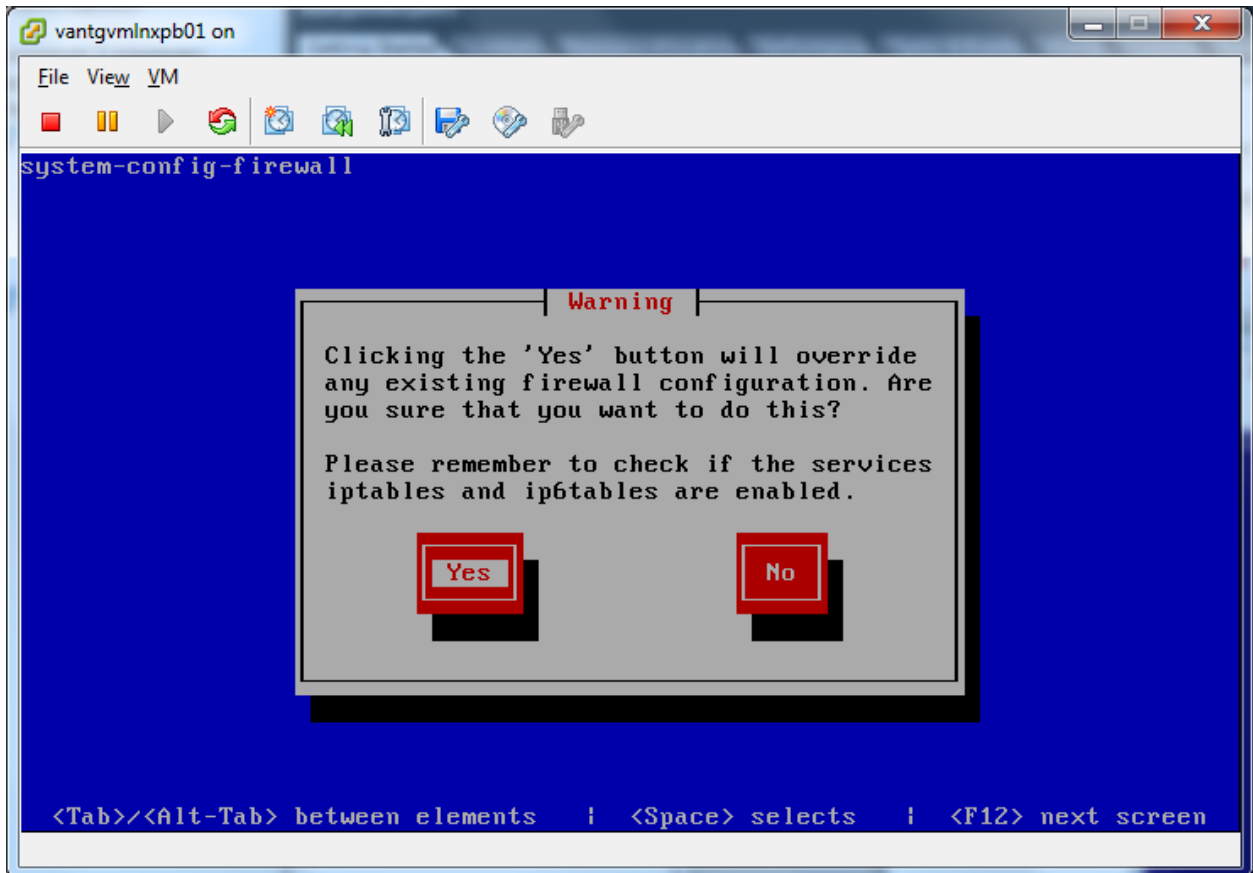 vantgvmlnxpb01 on
File View VM
system-config-firewall
Warning
Clicking the 'Yes' button will override
any existing firewall configuration. Are
you sure that you want to do this?
Please remember to check if the services
iptables and ip6tables are enabled.
Yes No
<Tab>/<Alt-Tab> between elements | <Space> selects | <F12> next screen